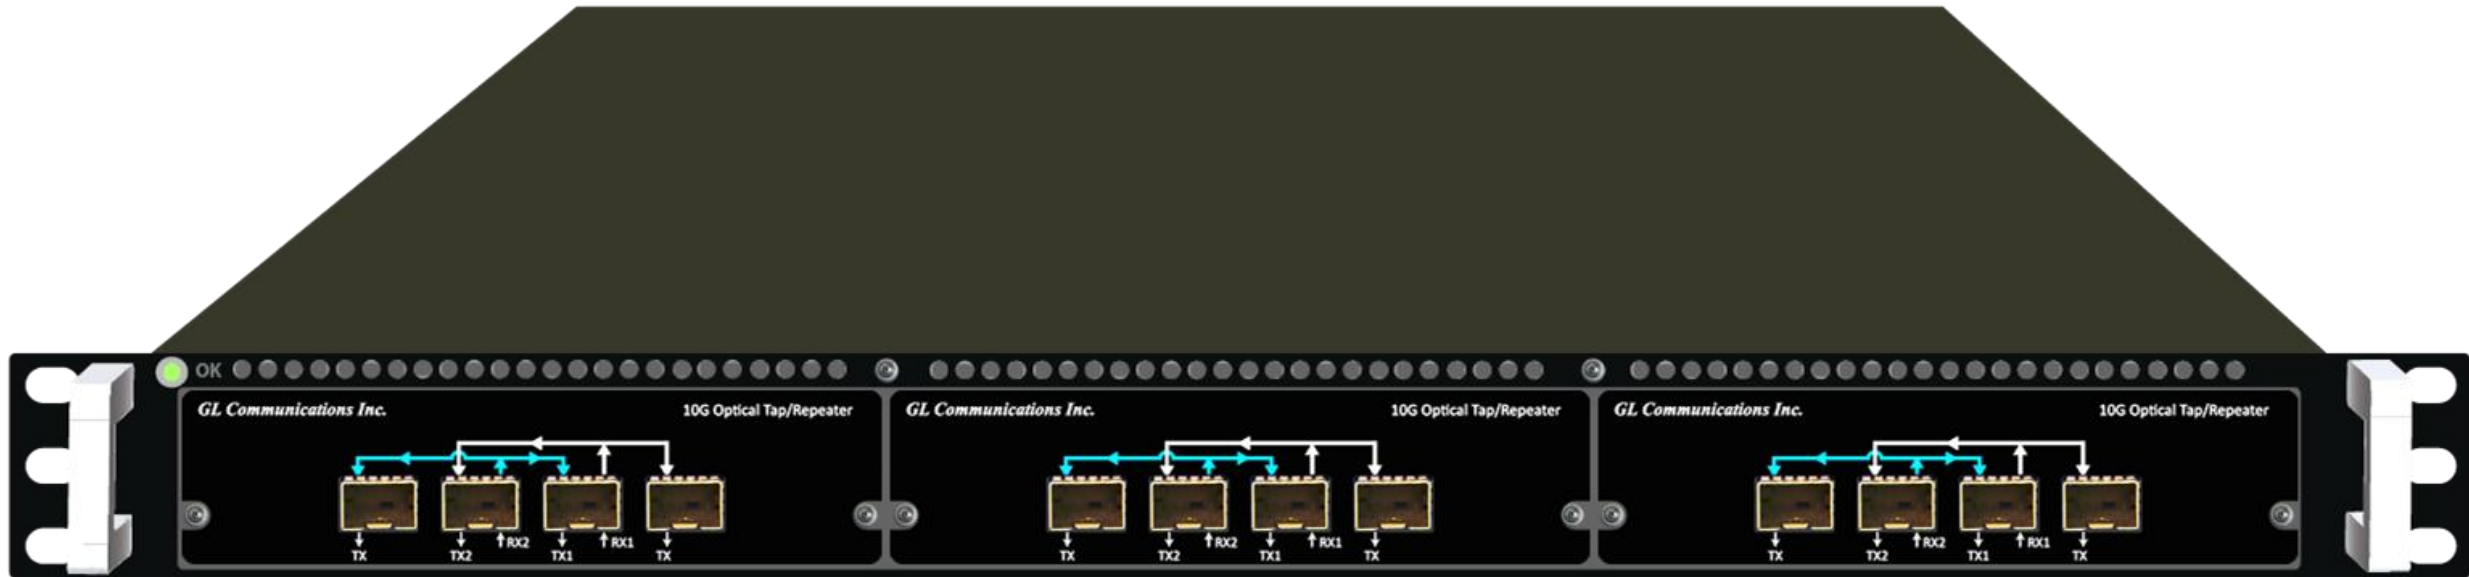 OK
GL Communications Inc. 10G Optical Tap/Repeater
TX TX2 RX2 TX1 RX1 TX
GL Communications Inc. 10G Optical Tap/Repeater
TX TX2 RX2 TX1 RX1 TX
GL Communications Inc. 10G Optical Tap/Repeater
TX TX2 RX2 TX1 RX1 TX